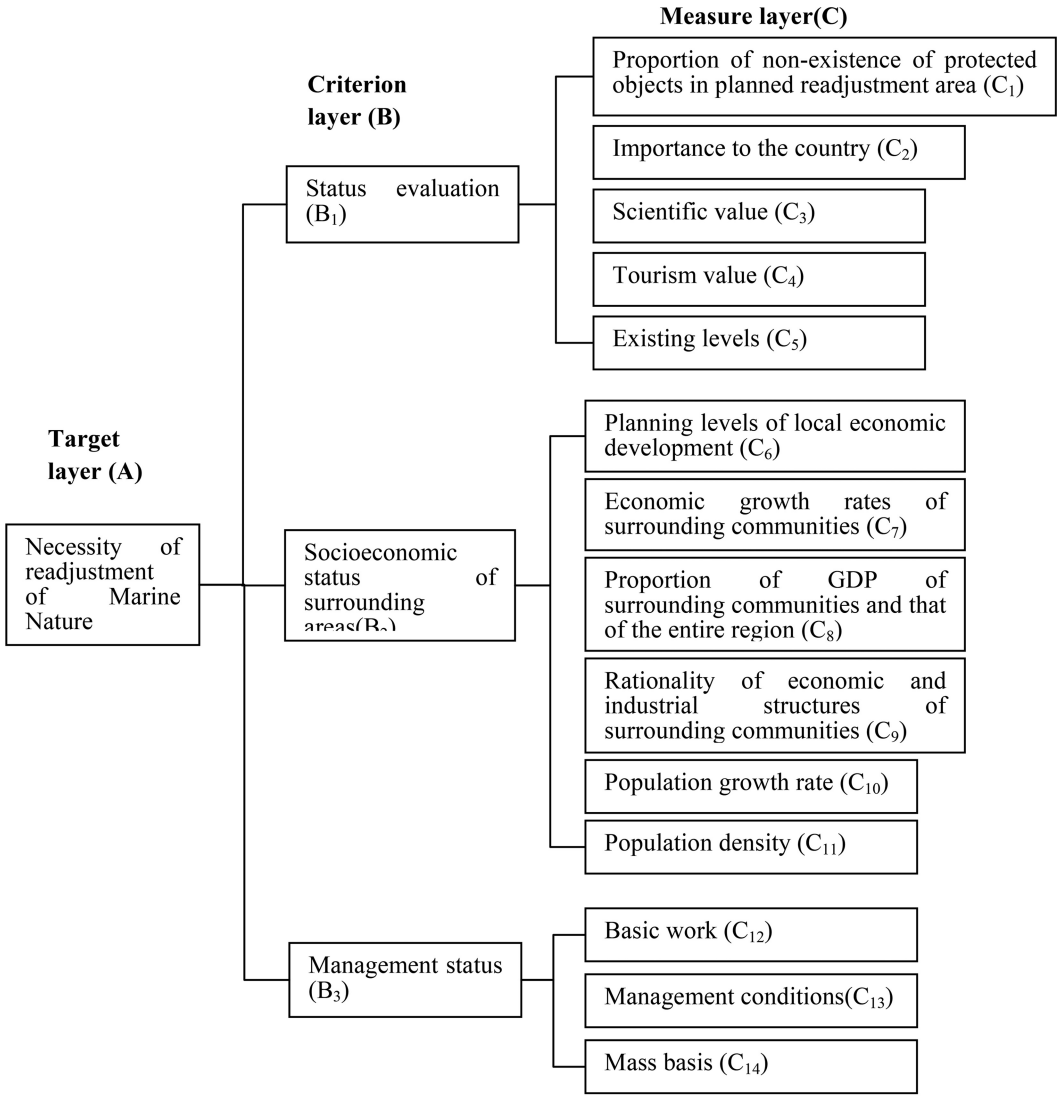 Measure layer(C)
Proportion of non-existence of protected
objects in planned readjustment area (C₁)
Criterion
layer (B)
Importance to the country (C₂)
Status evaluation
(B₁)
Scientific value (C₃)
Tourism value (C₄)
Existing levels (C₅)
Target
layer (A)
Necessity of
readjustment
of Marine
Nature
Planning levels of local economic
development (C₆)
Economic growth rates of
surrounding communities (C₇)
Socioeconomic
status of
surrounding
areas(B₂)
Proportion of GDP of
surrounding communities and that
of the entire region (C₈)
Rationality of economic and
industrial structures of
surrounding communities (C₉)
Population growth rate (C₁₀)
Population density (C₁₁)
Management status
(B₃)
Basic work (C₁₂)
Management conditions(C₁₃)
Mass basis (C₁₄)